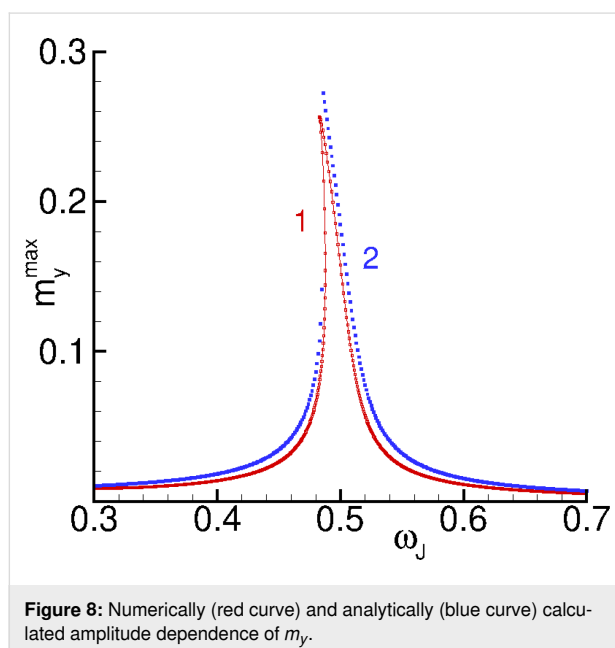 0.3
0.2
0.1
m_y^max
1
2
0.3 0.4 0.5 0.6 0.7
ω_J
Figure 8: Numerically (red curve) and analytically (blue curve) calcu-
lated amplitude dependence of m_y.